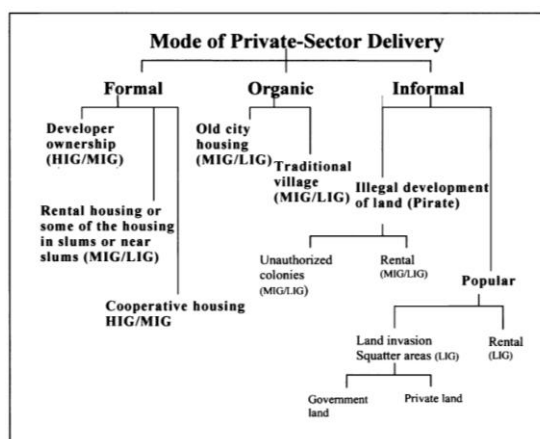 Mode of Private-Sector Delivery
Formal
Organic
Informal
Developer
ownership
(HIG/MIG)
Rental housing or
some of the housing
in slums or near
slums (MIG/LIG)
Cooperative housing
HIG/MIG
Old city
housing
(MIG/LIG)
Traditional
village
(MIG/LIG)
Illegal development
of land (Pirate)
Unauthorized
colonies
(MIG/LIG)
Rental
(MIG/LIG)
Popular
Land invasion
Squatter areas (LIG)
Rental
(LIG)
Government
land
Private land